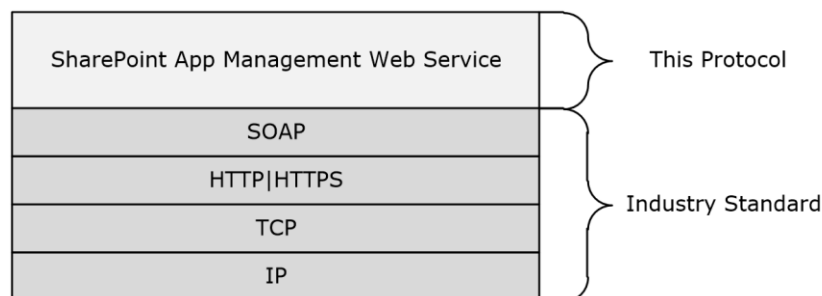 SharePoint App Management Web Service
This Protocol
SOAP
HTTP|HTTPS
Industry Standard
TCP
IP